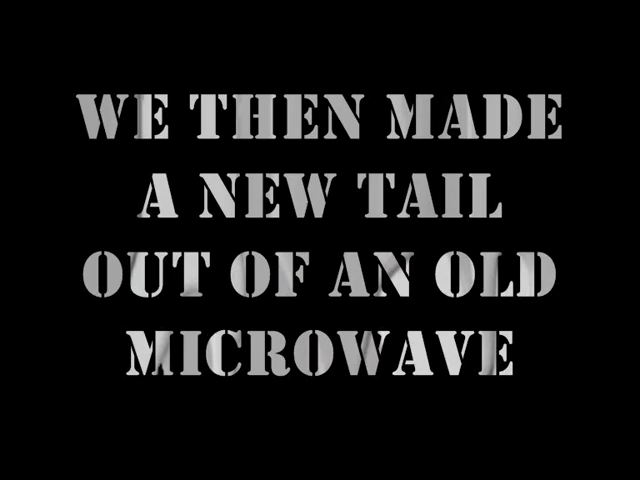 WE THEN MADE
A NEW TAIL
OUT OF AN OLD
MICROWAVE